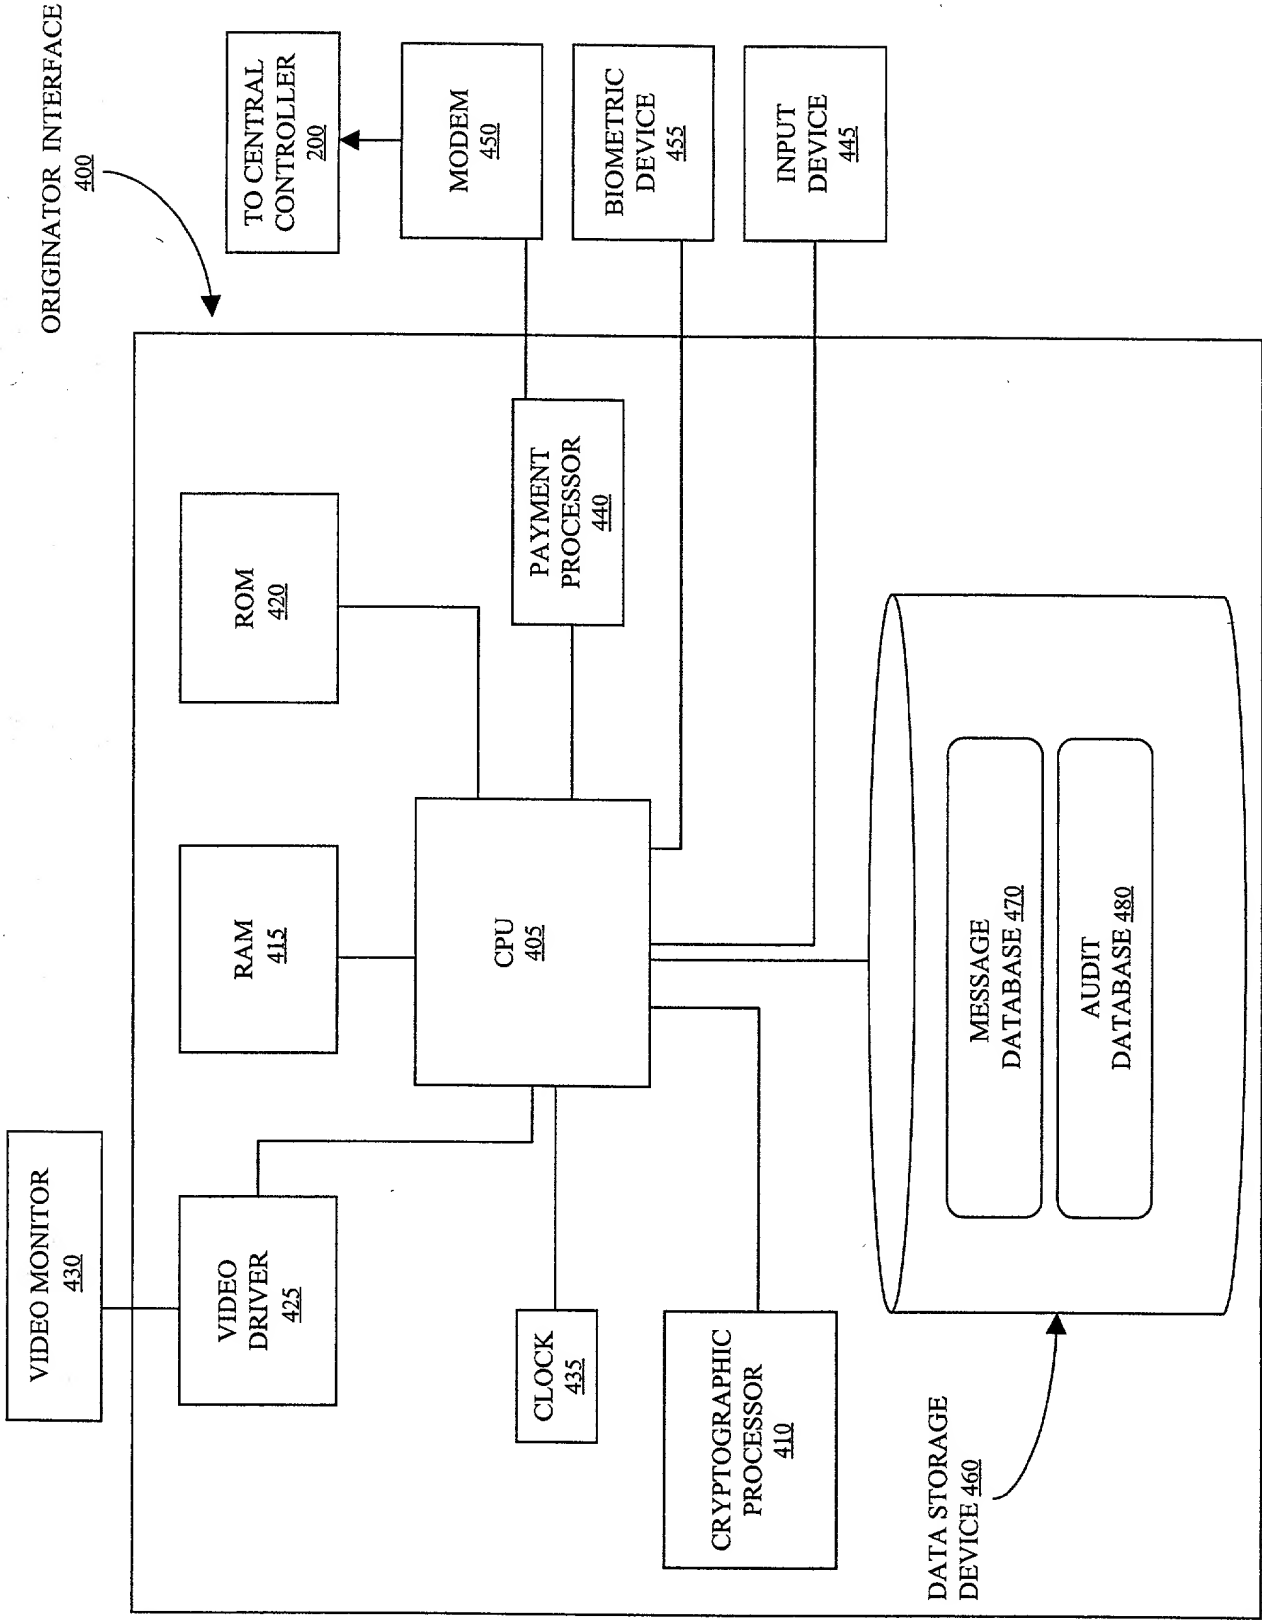 ORIGINATOR INTERFACE
400
VIDEO MONITOR
430
VIDEO
DRIVER
425
RAM
415
ROM
420
TO CENTRAL
CONTROLLER
200
MODEM
450
CLOCK
435
CPU
405
PAYMENT
PROCESSOR
440
BIOMETRIC
DEVICE
455
CRYPTOGRAPHIC
PROCESSOR
410
INPUT
DEVICE
445
DATA STORAGE
DEVICE 460
MESSAGE
DATABASE 470
AUDIT
DATABASE 480